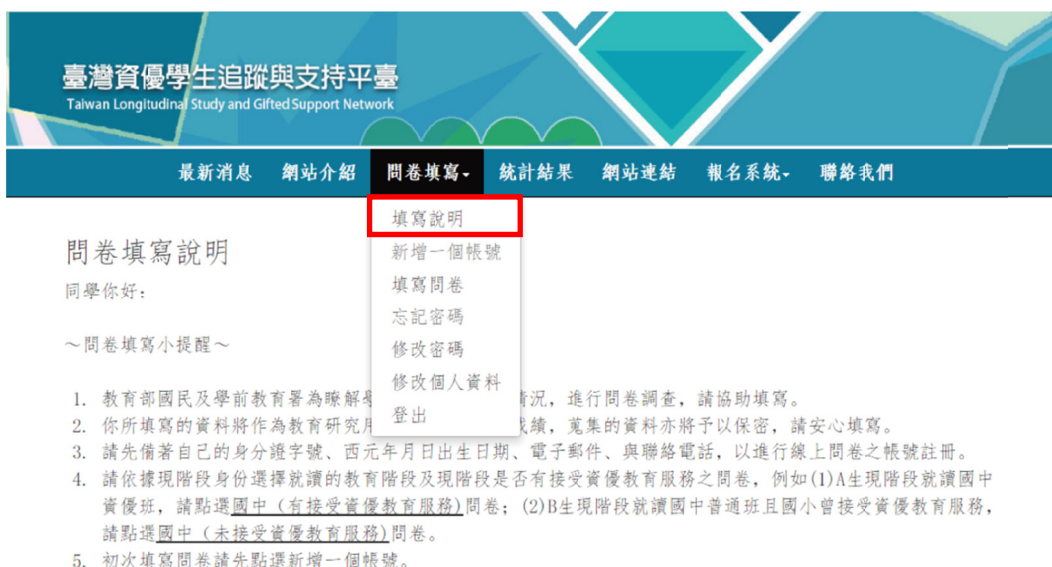 臺灣資優學生追蹤與支持平臺
Taiwan Longitudinal Study and Gifted Support Network
最新消息 網站介紹 問卷填寫 統計結果 網站連結 報名系統 聯絡我們
填寫說明
新增一個帳號
填寫問卷
忘記密碼
修改密碼
修改個人資料
登出
問卷填寫說明
同學你好:
～問卷填寫小提醒～
1. 教育部國民及學前教育署為瞭解 情況，進行問卷調查，請協助填寫。
2. 你所填寫的資料將作為教育研究 成績，蒐集的資料亦將予以保密，請安心填寫。
3. 請先備著自己的身分證字號、西元年月日出生日期、電子郵件、與聯絡電話，以進行線上問卷之帳號註冊。
4. 請依據現階段身份選擇就讀的教育階段及現階段是否有接受資優教育服務之問卷，例如(1)A生現階段就讀國中
資優班，請點選國中（有接受資優教育服務)問卷；(2)B生現階段就讀國中普通班且國小曾接受資優教育服務，
請點選國中（未接受資優教育服務)問卷。
5. 初次填寫問卷請先點選新增一個帳號。